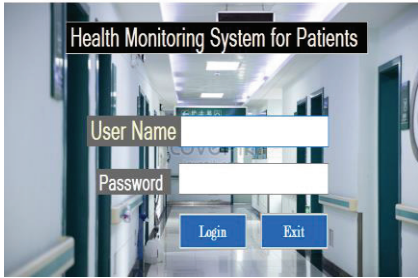 Health Monitoring System for Patients
User Name
Password
Login
Exit